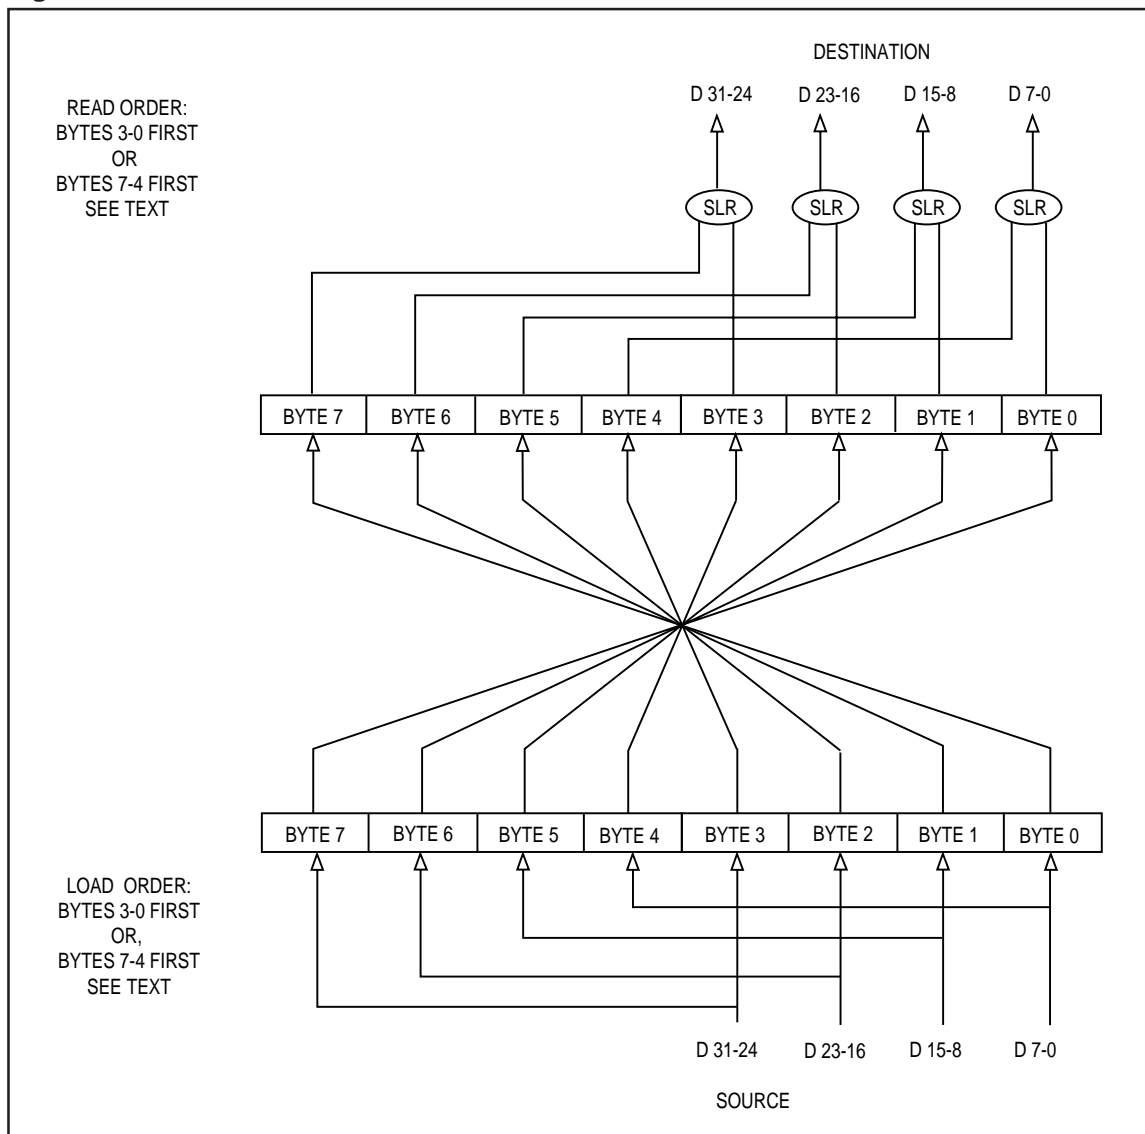 DESTINATION
D 31-24 D 23-16 D 15-8 D 7-0
READ ORDER:
BYTES 3-0 FIRST
OR
BYTES 7-4 FIRST
SEE TEXT
SLR SLR SLR SLR
BYTE 7 BYTE 6 BYTE 5 BYTE 4 BYTE 3 BYTE 2 BYTE 1 BYTE 0
BYTE 7 BYTE 6 BYTE 5 BYTE 4 BYTE 3 BYTE 2 BYTE 1 BYTE 0
LOAD ORDER:
BYTES 3-0 FIRST
OR,
BYTES 7-4 FIRST
SEE TEXT
D 31-24 D 23-16 D 15-8 D 7-0
SOURCE